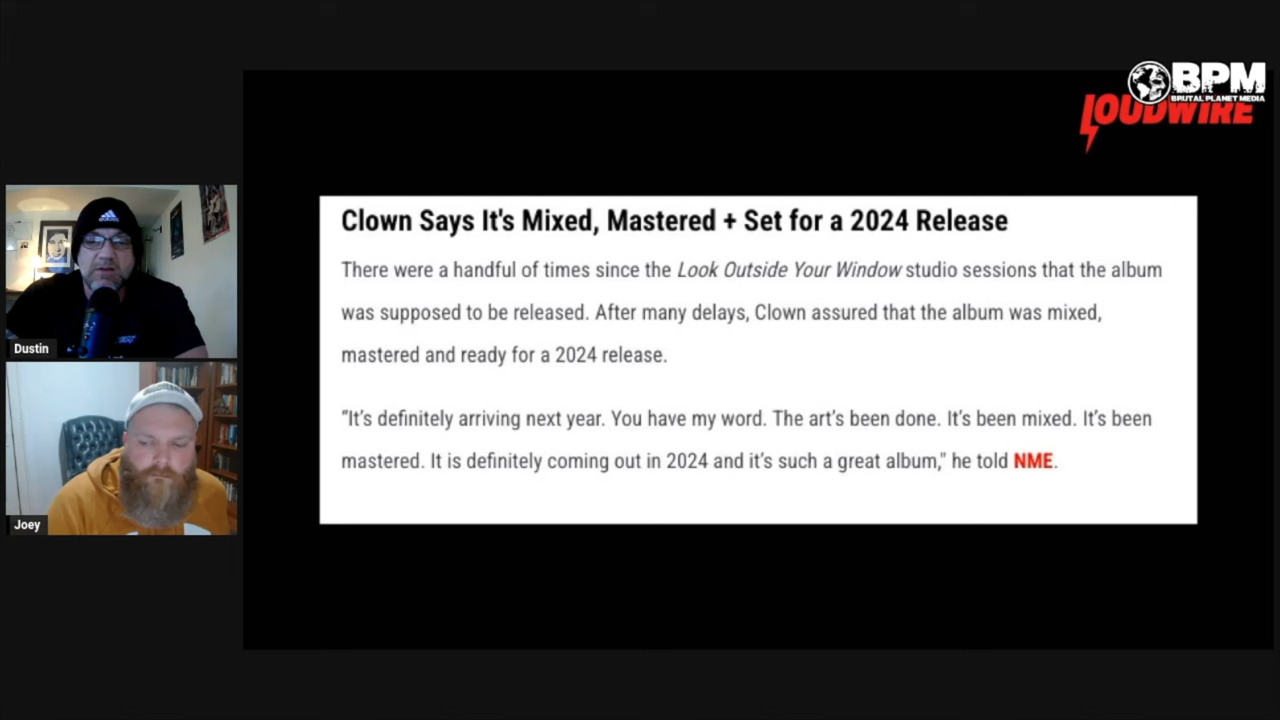 BPM
BRUTAL PLANET MEDIA
LOUDWIRE
Clown Says It's Mixed, Mastered + Set for a 2024 Release
There were a handful of times since the Look Outside Your Window studio sessions that the album
was supposed to be released. After many delays, Clown assured that the album was mixed,
mastered and ready for a 2024 release.
“It’s definitely arriving next year. You have my word. The art’s been done. It’s been mixed. It’s been
mastered. It is definitely coming out in 2024 and it’s such a great album," he told NME.
Dustin
Joey